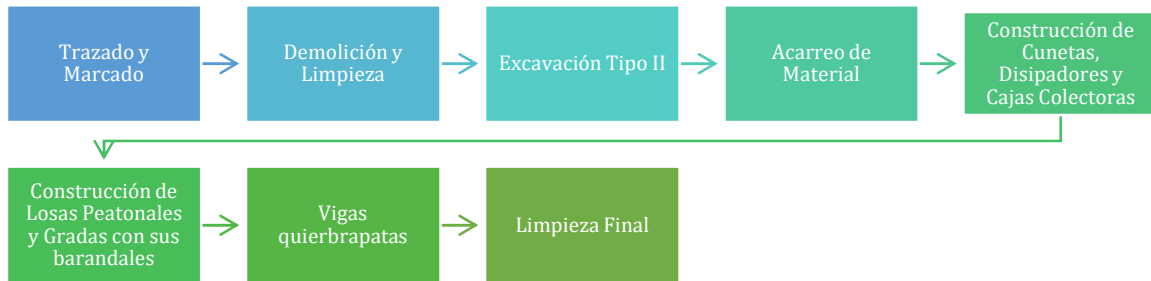 Trazado y
Marcado
Demolición y
Limpieza
Excavación Tipo II
Acarreo de
Material
Construcción de
Cunetas,
Disipadores y
Cajas Colectoras
Construcción de
Losas Peatonales
y Gradas con sus
barandales
Vigas
quierbrapatas
Limpieza Final